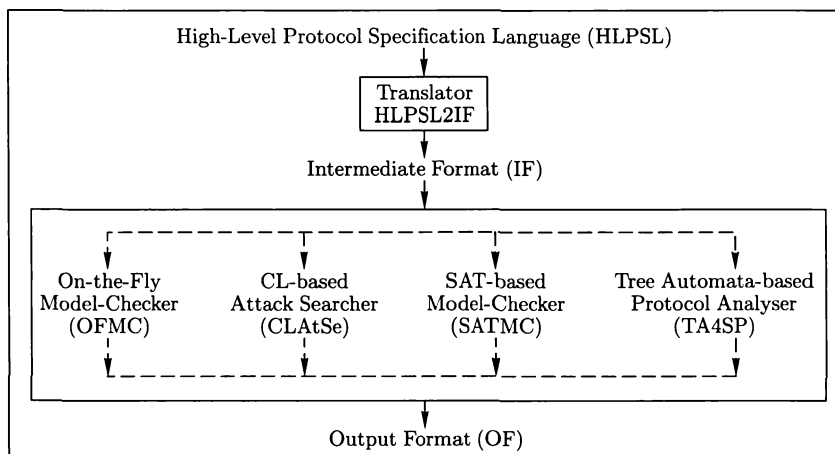 High-Level Protocol Specification Language (HLPSL)
Translator
HLPSL2IF
Intermediate Format (IF)
On-the-Fly
Model-Checker
(OFMC)
CL-based
Attack Searcher
(CLAtSe)
SAT-based
Model-Checker
(SATMC)
Tree Automata-based
Protocol Analyser
(TA4SP)
Output Format (OF)